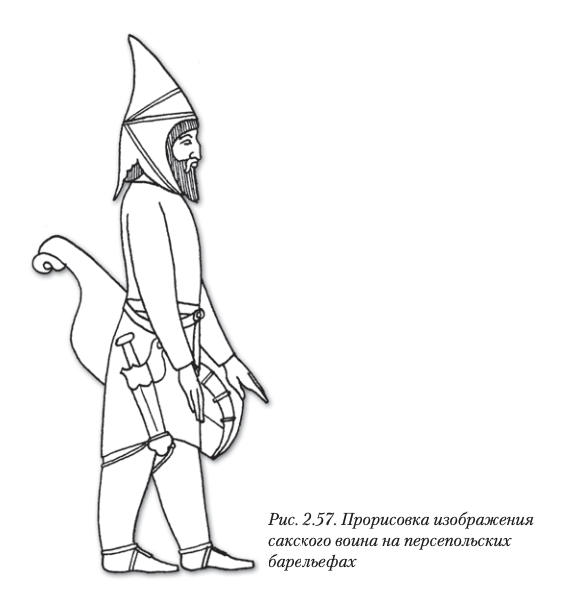 Рис. 2.57. Прорисовка изображения
сакского воина на персепольских
барельефах